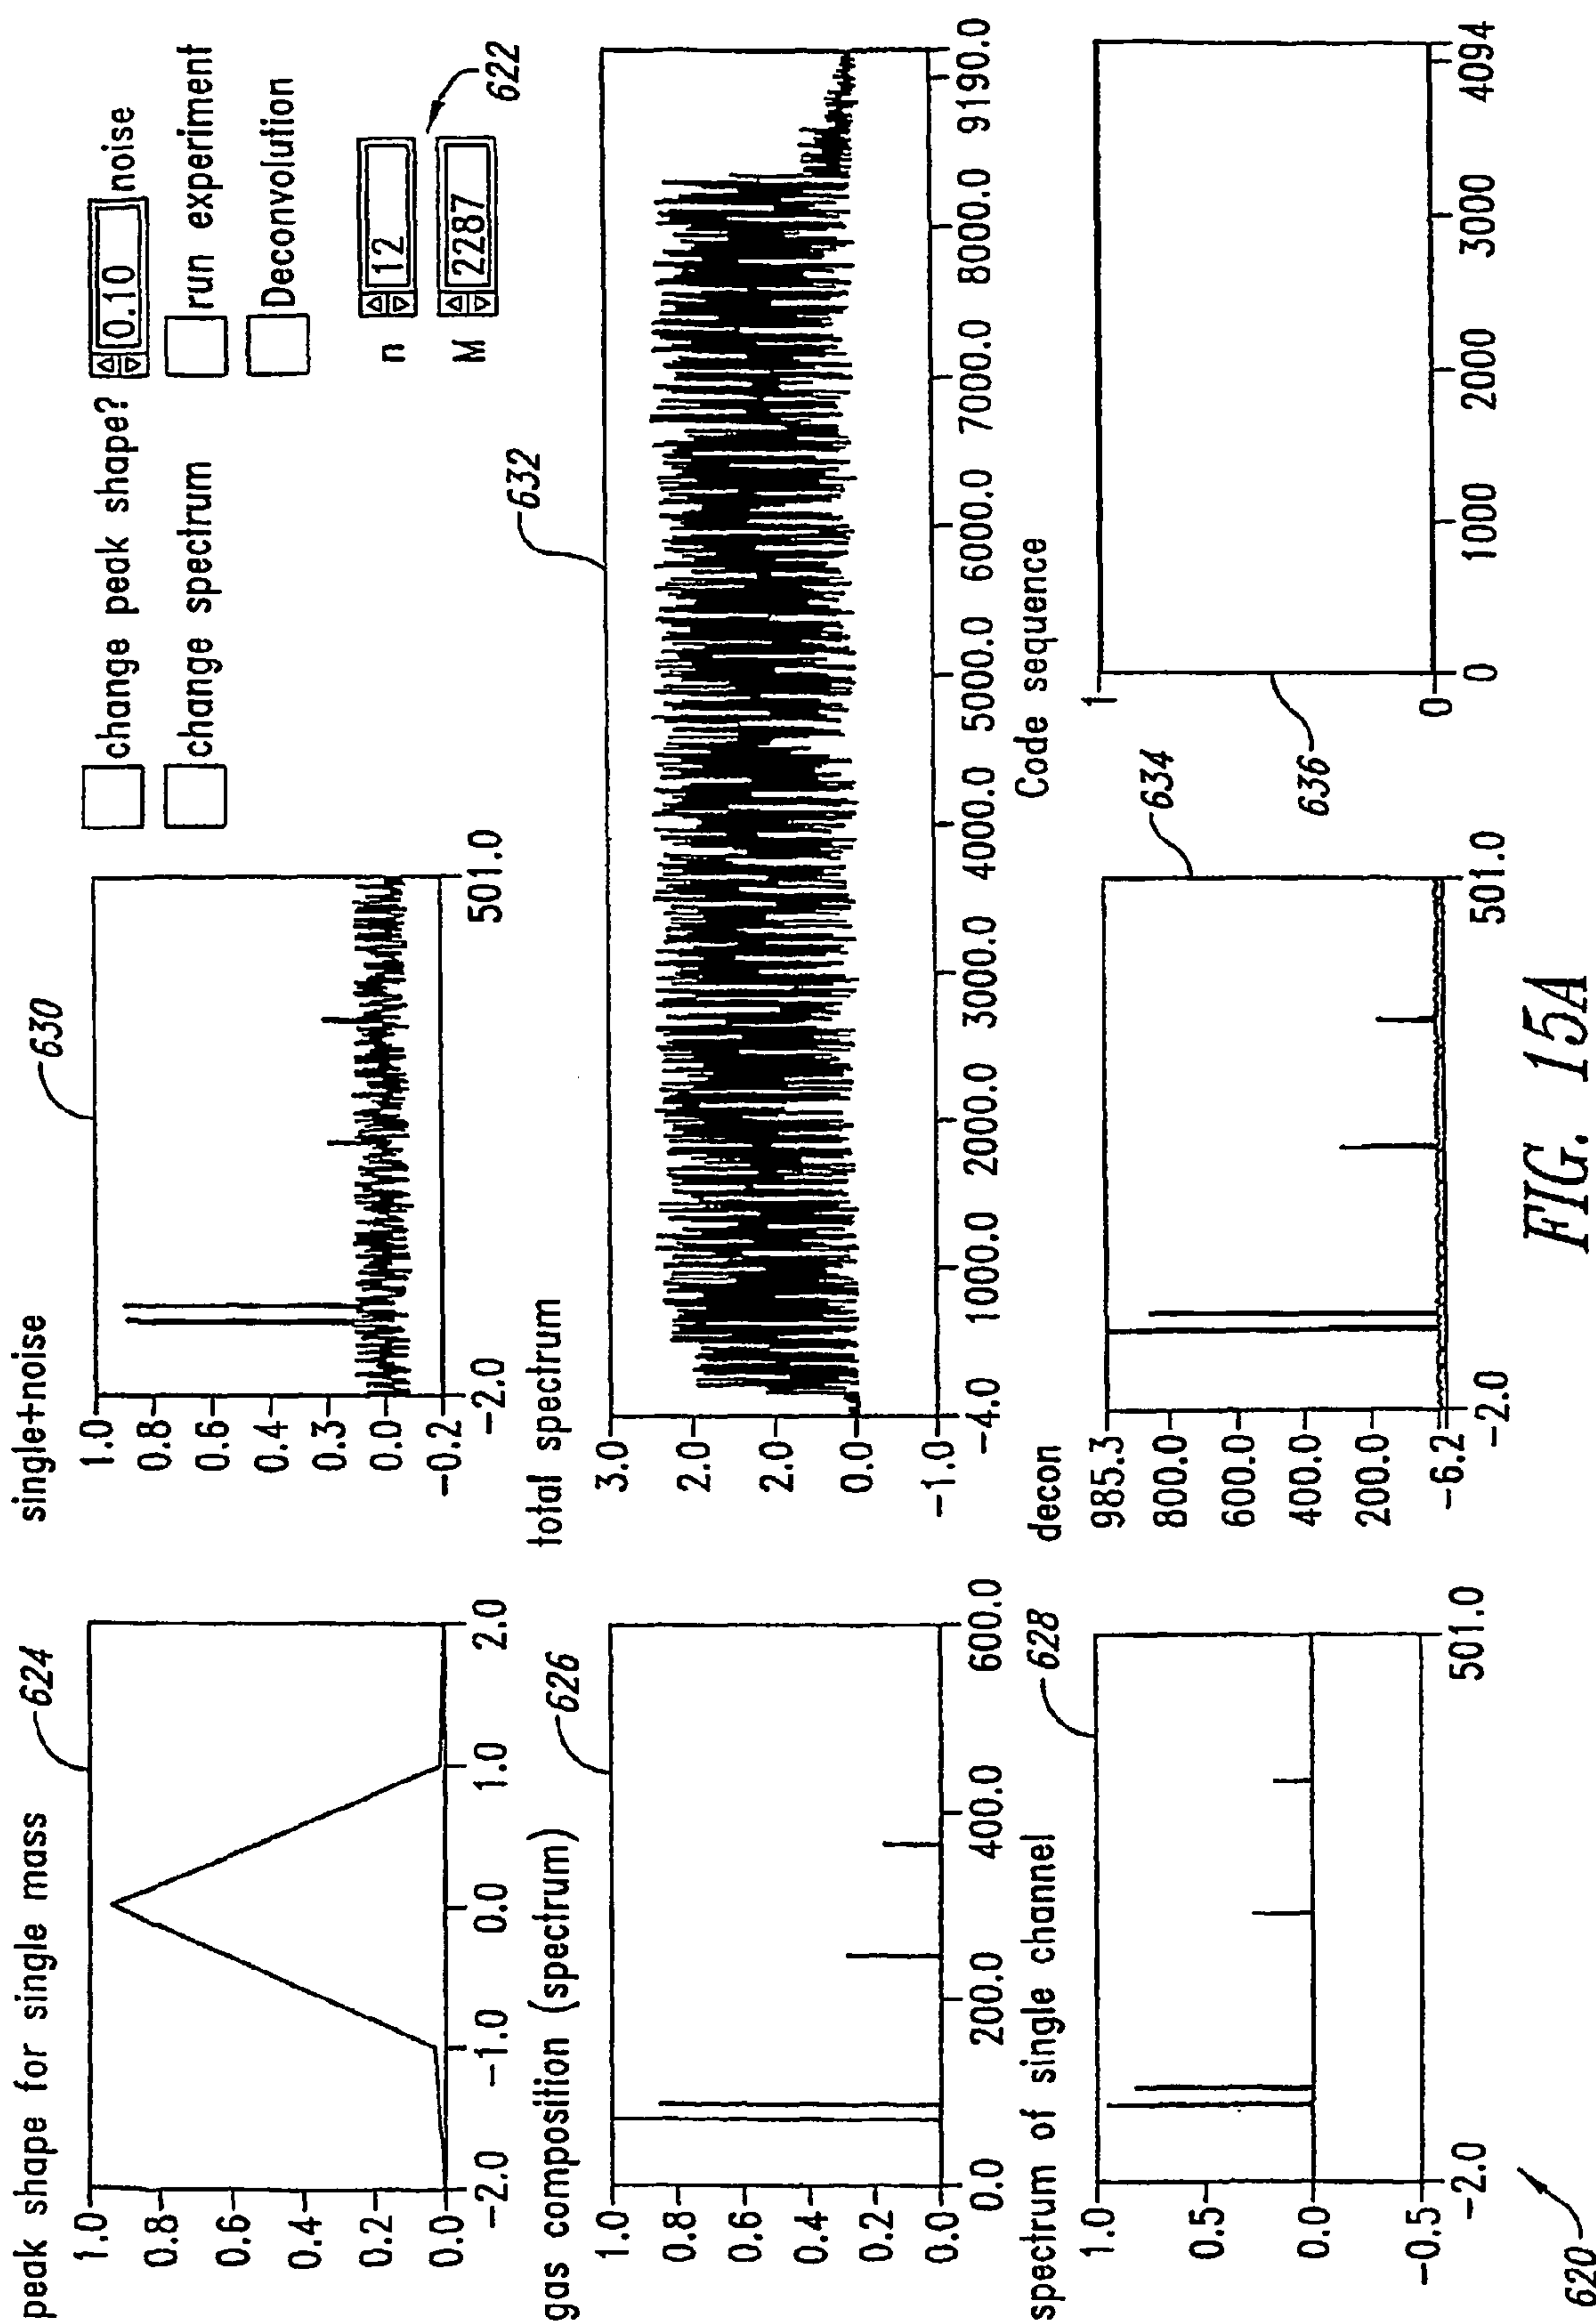 peak shape for single mass
624
1.0
0.8
0.6
0.4
0.2
0.0
-2.0 -1.0 0.0 1.0 2.0
single+noise
630
1.0
0.8
0.4
0.3
0.0
-0.2
-2.0 501.0
change peak shape?
0.10 noise
change spectrum
run experiment
Deconvolution
n 12
M 2287
622
gas composition (spectrum)
626
1.0
0.8
0.6
0.4
0.2
0.0
0.0 200.0 400.0 600.0
total spectrum
632
3.0
2.0
2.0
0.0
-1.0
-4.0 1000.0 2000.0 3000.0 4000.0 5000.0 6000.0 7000.0 8000.0 9190.0
spectrum of single channel
628
1.0
0.5
0.0
-0.5
-2.0 501.0
decon
634
985.3
800.0
600.0
400.0
200.0
-6.2
-2.0 501.0
Code sequence
1
0
0 1000 2000 3000 4094
636
620
FIG. 15A